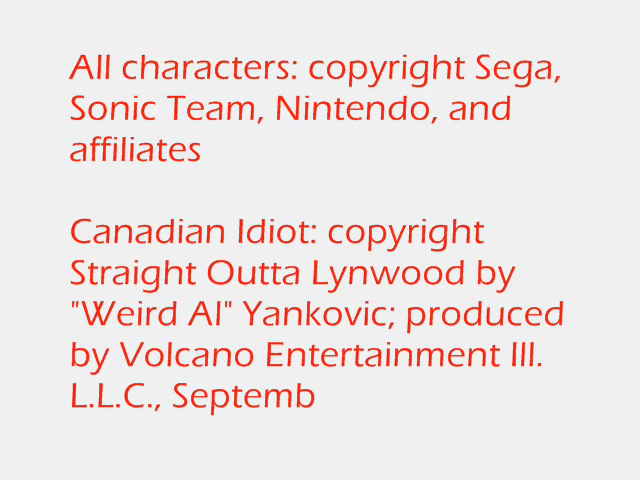 All characters: copyright Sega,
Sonic Team, Nintendo, and
affiliates
Canadian Idiot: copyright
Straight Outta Lynwood by
"Weird Al" Yankovic; produced
by Volcano Entertainment III.
L.L.C., Septemb